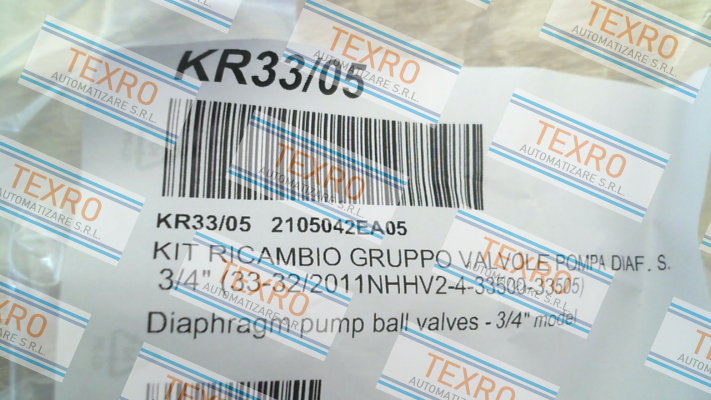 KR33/05
KR33/05 2105042EA05
KIT RICAMBIO GRUPPO VALVOLE POMPA DIAF. S.
3/4" (33-32/2011NHHV2-4-33500-33505)
Diaphragm pump ball valves - 3/4" model
TEXRO
AUTOMATIZARE S.R.L.